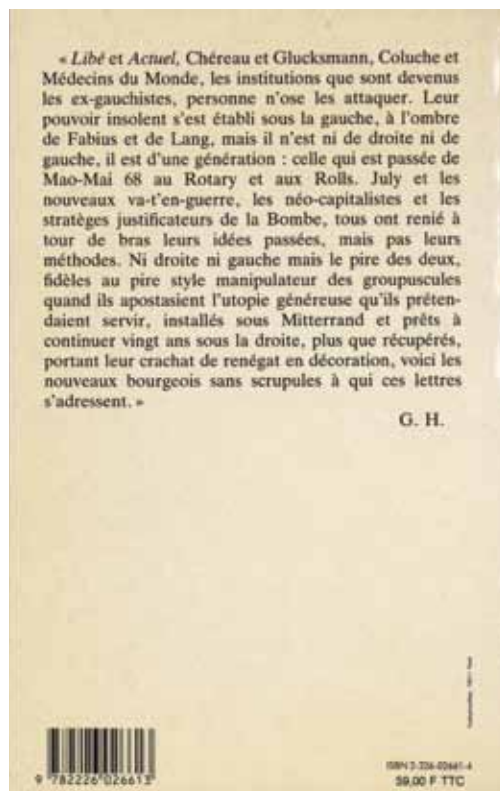 « Libé et Actuel, Chéreau et Glucksmann, Coluche et
Médecins du Monde, les institutions que sont devenus
les ex-gauchistes, personne n'ose les attaquer. Leur
pouvoir insolent s'est établi sous la gauche, à l'ombre
de Fabius et de Lang, mais il n'est ni de droite ni de
gauche, il est d'une génération : celle qui est passée de
Mao-Mai 68 au Rotary et aux Rolls. July et les
nouveaux va-t'en-guerre, les néo-capitalistes et les
stratèges justificateurs de la Bombe, tous ont renié à
tour de bras leurs idées passées, mais pas leurs
méthodes. Ni droite ni gauche mais le pire des deux,
fidèles au pire style manipulateur des groupuscules
quand ils apostasient l'utopie généreuse qu'ils préten-
daient servir, installés sous Mitterrand et prêts à
continuer vingt ans sous la droite, plus que récupérés,
portant leur crachat de renégat en décoration, voici les
nouveaux bourgeois sans scrupules à qui ces lettres
s'adressent. »
G. H.
9 782226 026613
ISBN 2-226-02661-4
59,00 F TTC